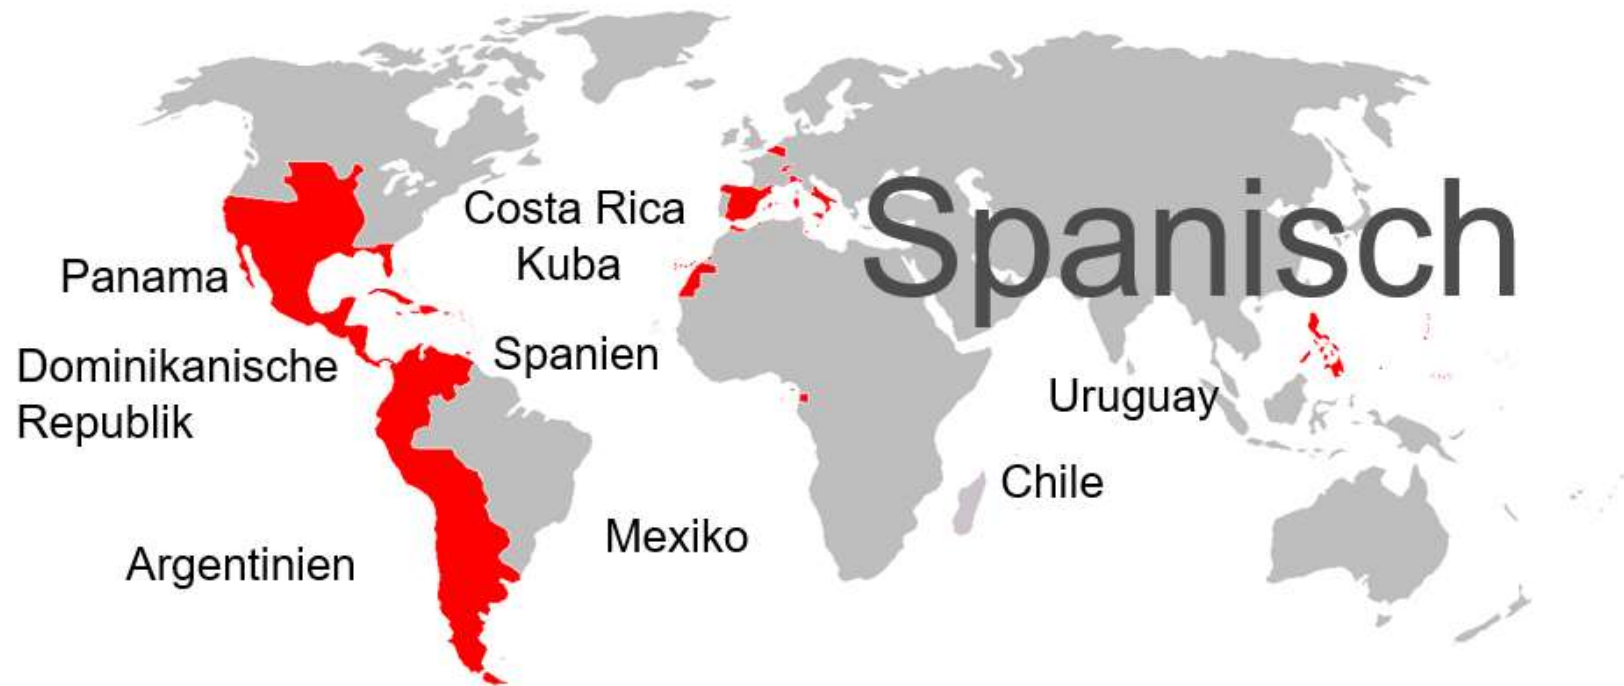 Spanisch
Costa Rica
Kuba
Panama
Spanien
Dominikanische
Republik
Uruguay
Chile
Mexiko
Argentinien